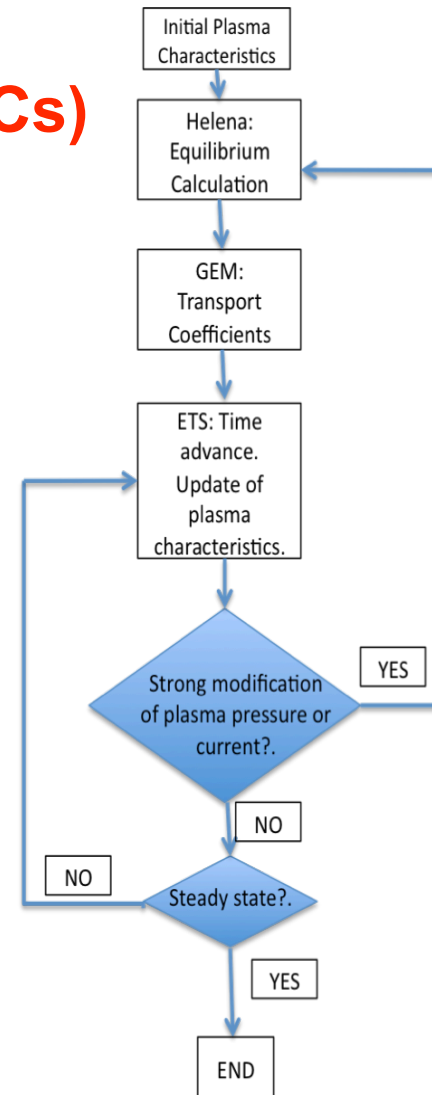 Cs)
Initial Plasma
Characteristics
Helena:
Equilibrium
Calculation
GEM:
Transport
Coefficients
ETS: Time
advance.
Update of
plasma
characteristics.
Strong modification
of plasma pressure or
current?.
YES
NO
NO
Steady state?.
YES
END